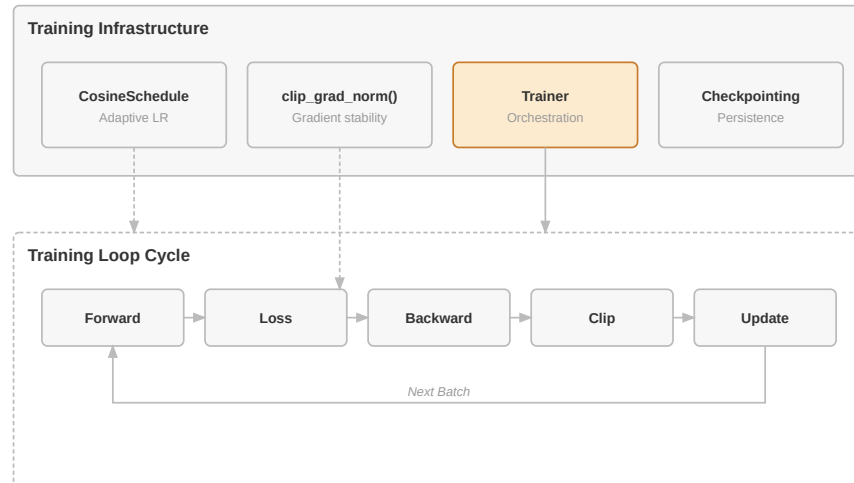 Training Infrastructure
CosineSchedule
Adaptive LR
clip_grad_norm()
Gradient stability
Trainer
Orchestration
Checkpointing
Persistence
Training Loop Cycle
Forward
Loss
Backward
Clip
Update
Next Batch